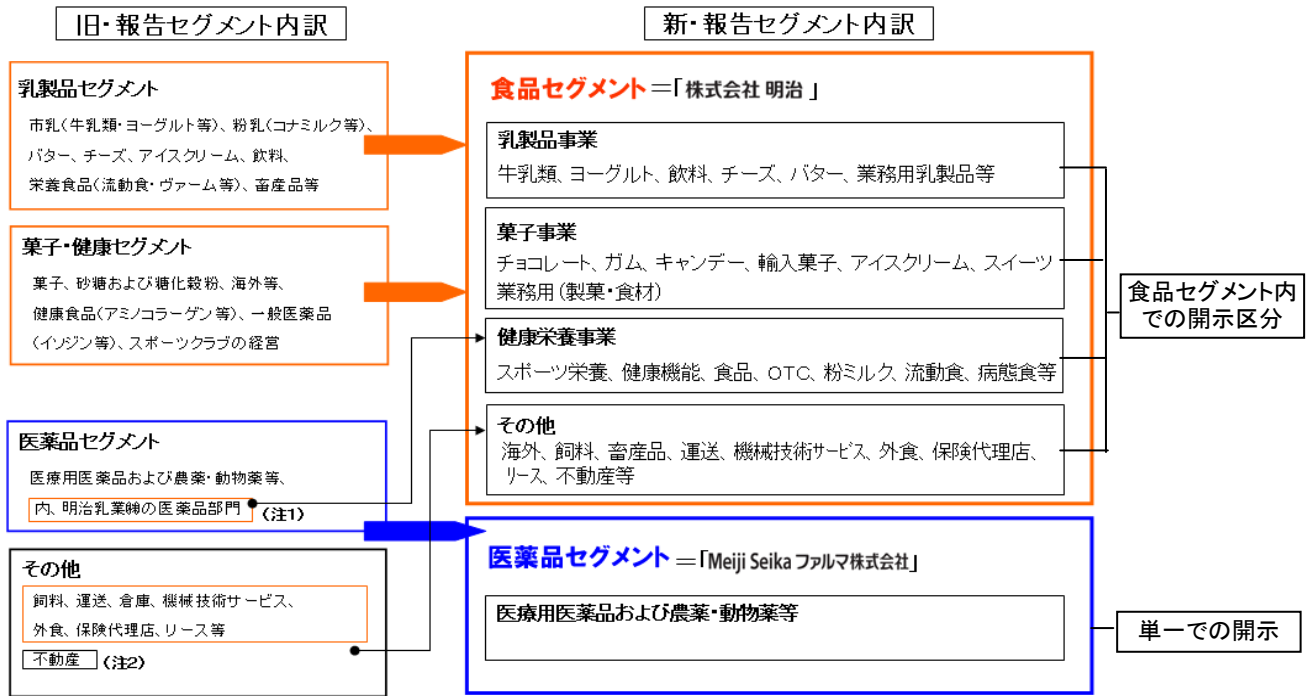 旧・報告セグメント内訳
乳製品セグメント
市乳(牛乳類・ヨーグルト等)、粉乳(コナミルク等)、
バター、チーズ、アイスクリーム、飲料、
栄養食品(流動食・ヴァーム等)、畜産品等
菓子・健康セグメント
菓子、砂糖および糖化穀粉、海外等、
健康食品(アミノコラーゲン等)、一般医薬品
(イソジン等)、スポーツクラブの経営
医薬品セグメント
医療用医薬品および農薬・動物薬等、
内、明治乳業㈱の医薬品部門 (注1)
その他
飼料、運送、倉庫、機械技術サービス、
外食、保険代理店、リース等
不動産 (注2)
新・報告セグメント内訳
食品セグメント＝「株式会社 明治」
乳製品事業
牛乳類、ヨーグルト、飲料、チーズ、バター、業務用乳製品等
菓子事業
チョコレート、ガム、キャンデー、輸入菓子、アイスクリーム、スイーツ
業務用(製菓・食材)
健康栄養事業
スポーツ栄養、健康機能、食品、OTC、粉ミルク、流動食、病態食等
その他
海外、飼料、畜産品、運送、機械技術サービス、外食、保険代理店、
リース、不動産等
医薬品セグメント＝「Meiji Seika ファルマ株式会社」
医療用医薬品および農薬・動物薬等
食品セグメント内
での開示区分
単一での開示